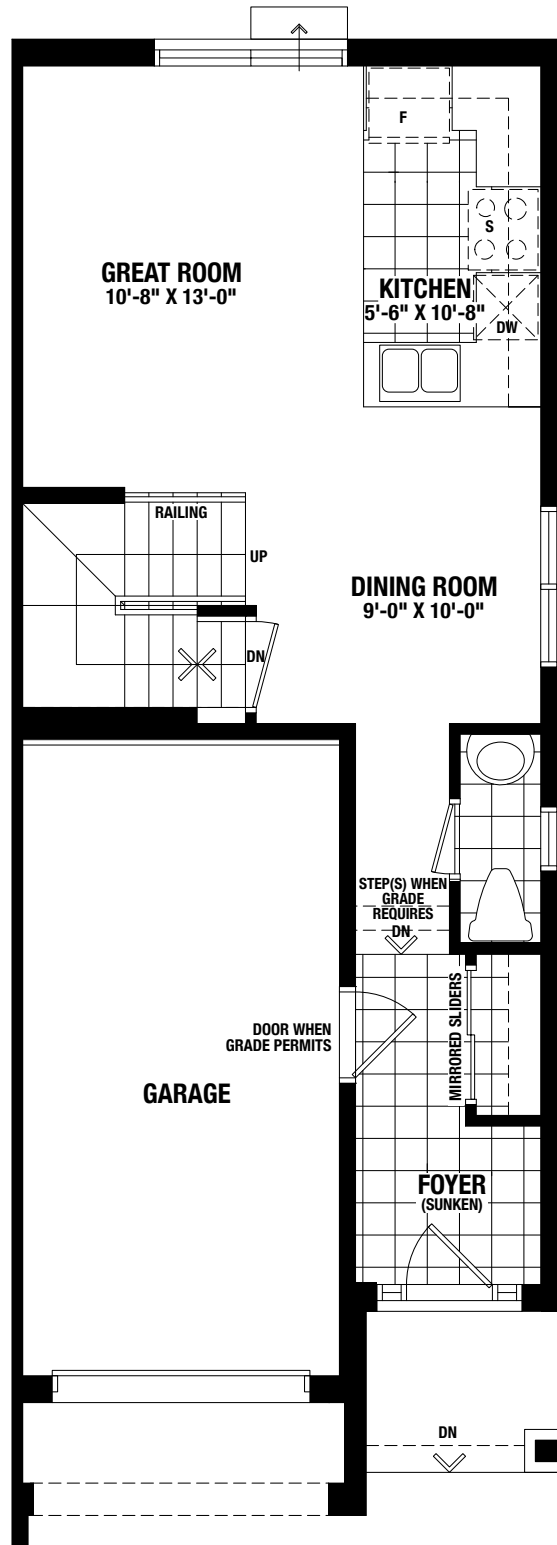 F
S
GREAT ROOM
10'-8" X 13'-0"
KITCHEN
5'-6" X 10'-8"
DW
RAILING
UP
DINING ROOM
9'-0" X 10'-0"
DN
STEP(S) WHEN
GRADE
REQUIRES
DN
MIRRORED SLIDERS
DOOR WHEN
GRADE PERMITS
GARAGE
FOYER
(SUNKEN)
DN